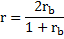 r = 2r_b / 1 + r_b